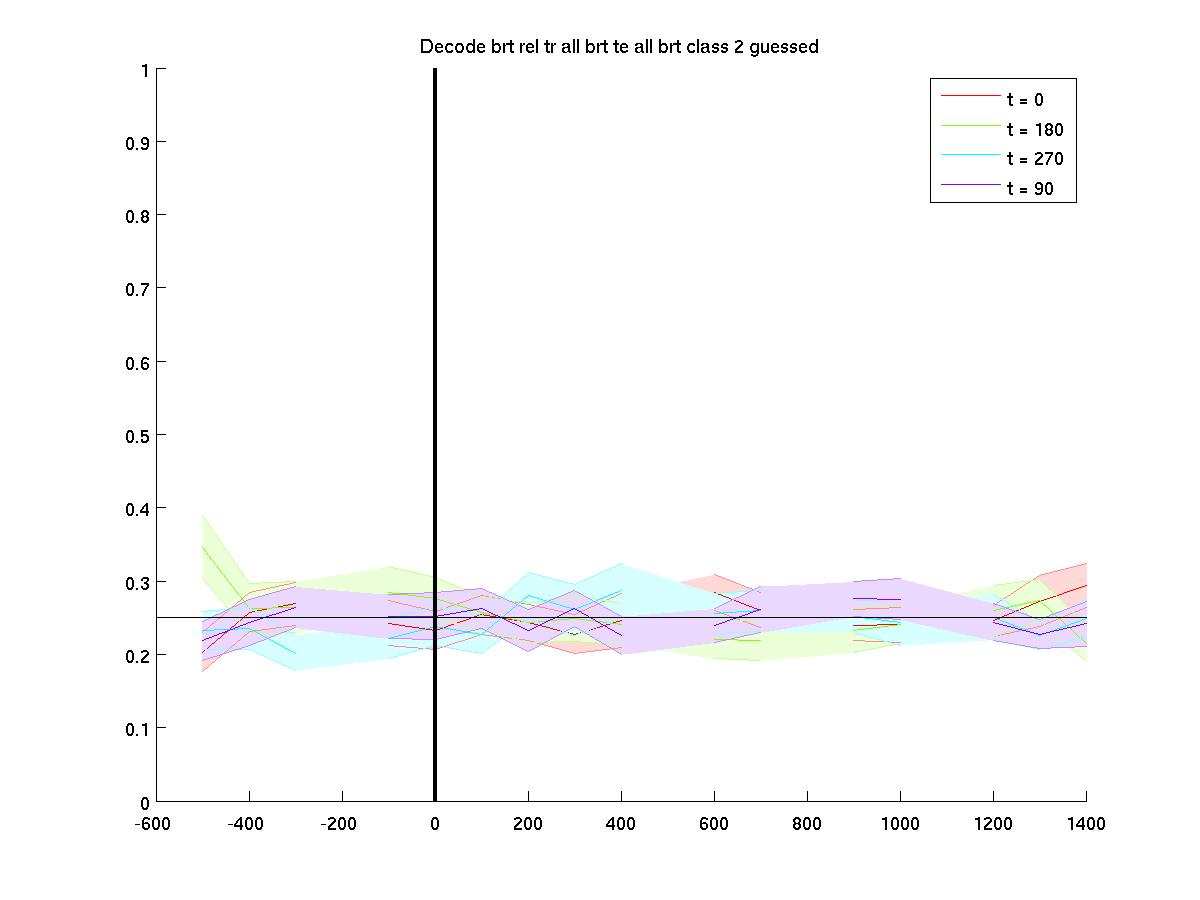 Decode brt rel tr all brt te all brt class 2 guessed
1
0.9
0.8
0.7
0.6
0.5
0.4
0.3
0.2
0.1
0
-600 -400 -200 0 200 400 600 800 1000 1200 1400
t = 0
t = 180
t = 270
t = 90